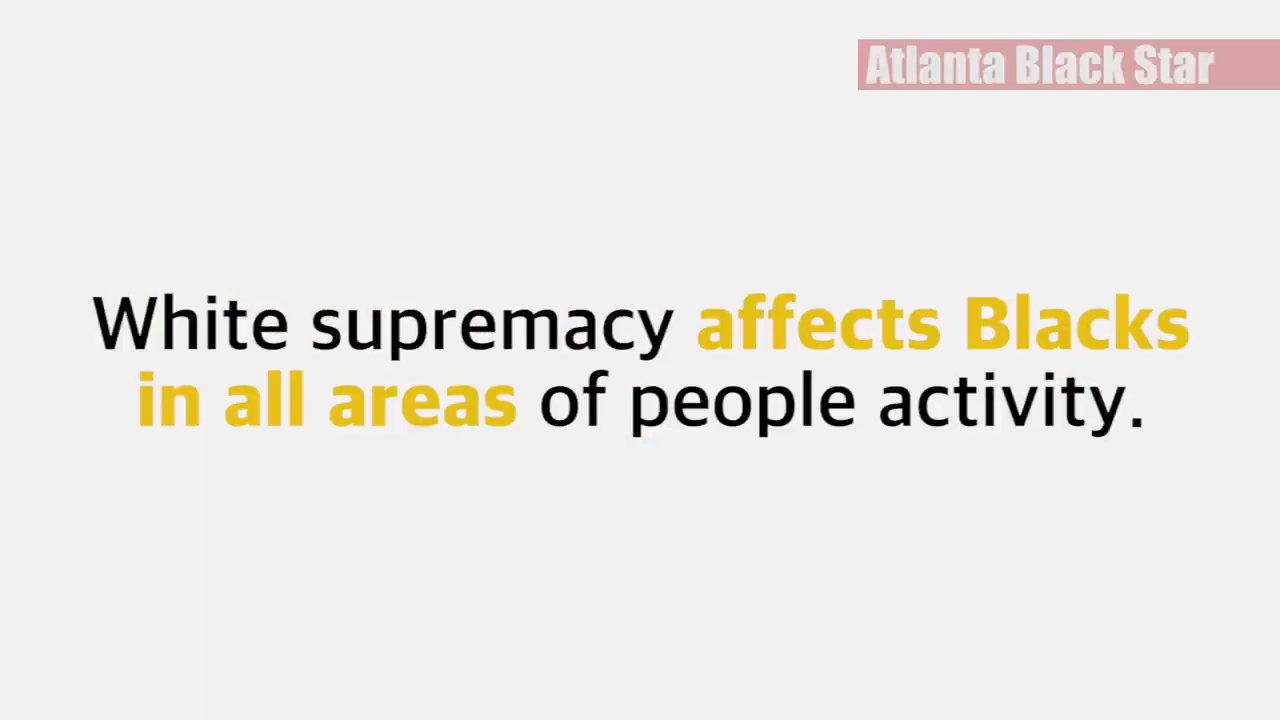 Atlanta Black Star
White supremacy affects Blacks
in all areas of people activity.